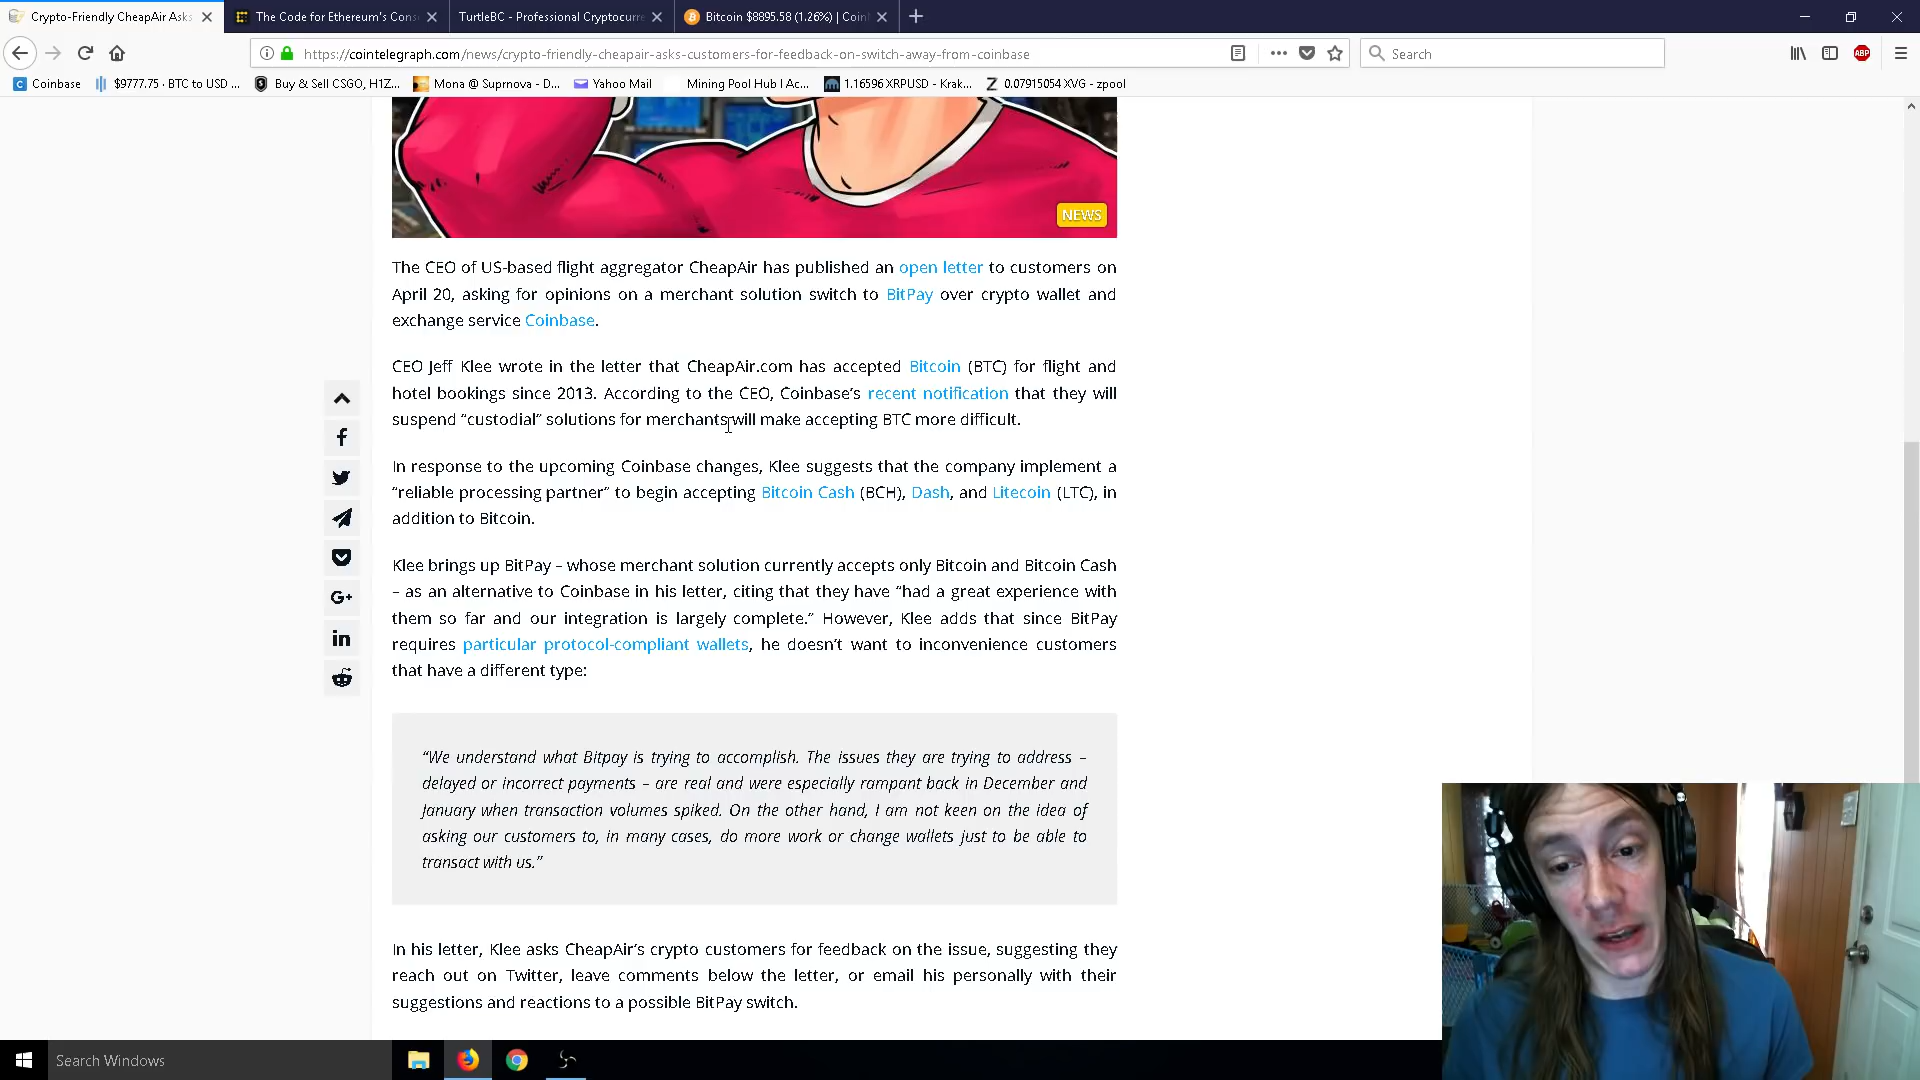 Crypto-Friendly CheapAir Asks
The Code for Ethereum's Cons
TurtleBC - Professional Cryptocurre
Bitcoin $8895.58 (1.26%) | Coin
https://cointelegraph.com/news/crypto-friendly-cheapair-asks-customers-for-feedback-on-switch-away-from-coinbase
Search
ABP
Coinbase
$9777.75 · BTC to USD ...
Buy & Sell CSGO, H1Z...
Mona @ Suprnova - D...
Yahoo Mail
Mining Pool Hub | Ac...
1.16596 XRPUSD - Krak...
0.07915054 XVG - zpool
NEWS
The CEO of US-based flight aggregator CheapAir has published an open letter to customers on
April 20, asking for opinions on a merchant solution switch to BitPay over crypto wallet and
exchange service Coinbase.
CEO Jeff Klee wrote in the letter that CheapAir.com has accepted Bitcoin (BTC) for flight and
hotel bookings since 2013. According to the CEO, Coinbase's recent notification that they will
suspend “custodial” solutions for merchants will make accepting BTC more difficult.
In response to the upcoming Coinbase changes, Klee suggests that the company implement a
“reliable processing partner” to begin accepting Bitcoin Cash (BCH), Dash, and Litecoin (LTC), in
addition to Bitcoin.
Klee brings up BitPay – whose merchant solution currently accepts only Bitcoin and Bitcoin Cash
– as an alternative to Coinbase in his letter, citing that they have “had a great experience with
them so far and our integration is largely complete.” However, Klee adds that since BitPay
requires particular protocol-compliant wallets, he doesn't want to inconvenience customers
that have a different type:
“We understand what Bitpay is trying to accomplish. The issues they are trying to address –
delayed or incorrect payments – are real and were especially rampant back in December and
January when transaction volumes spiked. On the other hand, I am not keen on the idea of
asking our customers to, in many cases, do more work or change wallets just to be able to
transact with us.”
In his letter, Klee asks CheapAir's crypto customers for feedback on the issue, suggesting they
reach out on Twitter, leave comments below the letter, or email his personally with their
suggestions and reactions to a possible BitPay switch.
Search Windows